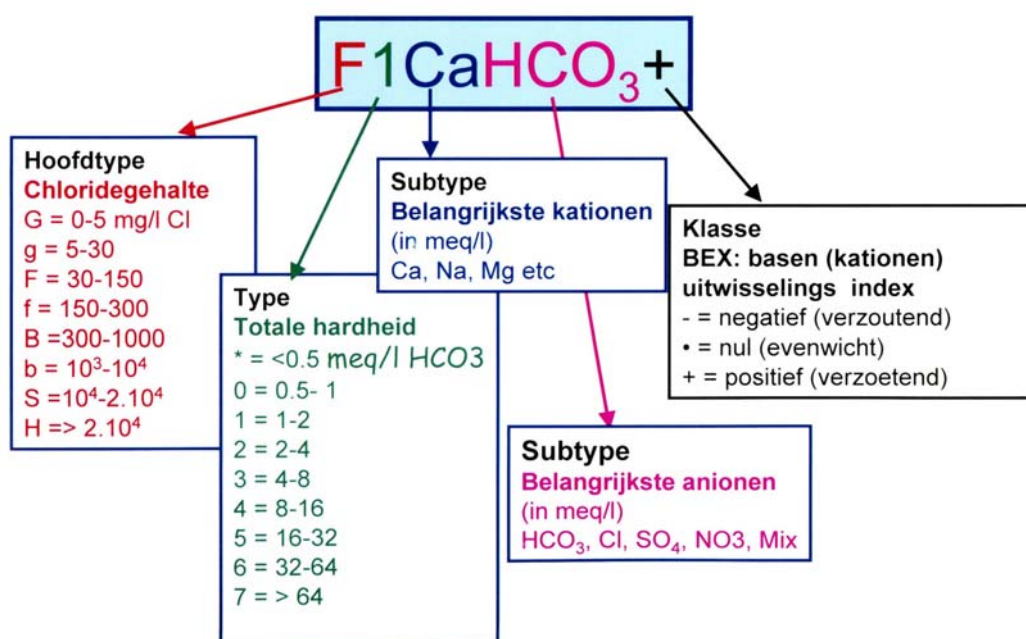 F1CaHCO₃+
Hoofdtype
Chloridegehalte
G = 0-5 mg/l Cl
g = 5-30
F = 30-150
f = 150-300
B =300-1000
b = 10³-10⁴
S =10⁴-2.10⁴
H => 2.10⁴
Type
Totale hardheid
* = <0.5 meq/l HCO3
0 = 0.5- 1
1 = 1-2
2 = 2-4
3 = 4-8
4 = 8-16
5 = 16-32
6 = 32-64
7 = > 64
Subtype
Belangrijkste kationen
(in meq/l)
Ca, Na, Mg etc
Subtype
Belangrijkste anionen
(in meq/l)
HCO₃, Cl, SO₄, NO3, Mix
Klasse
BEX: basen (kationen)
uitwisselings index
- = negatief (verzoutend)
• = nul (evenwicht)
+ = positief (verzoetend)